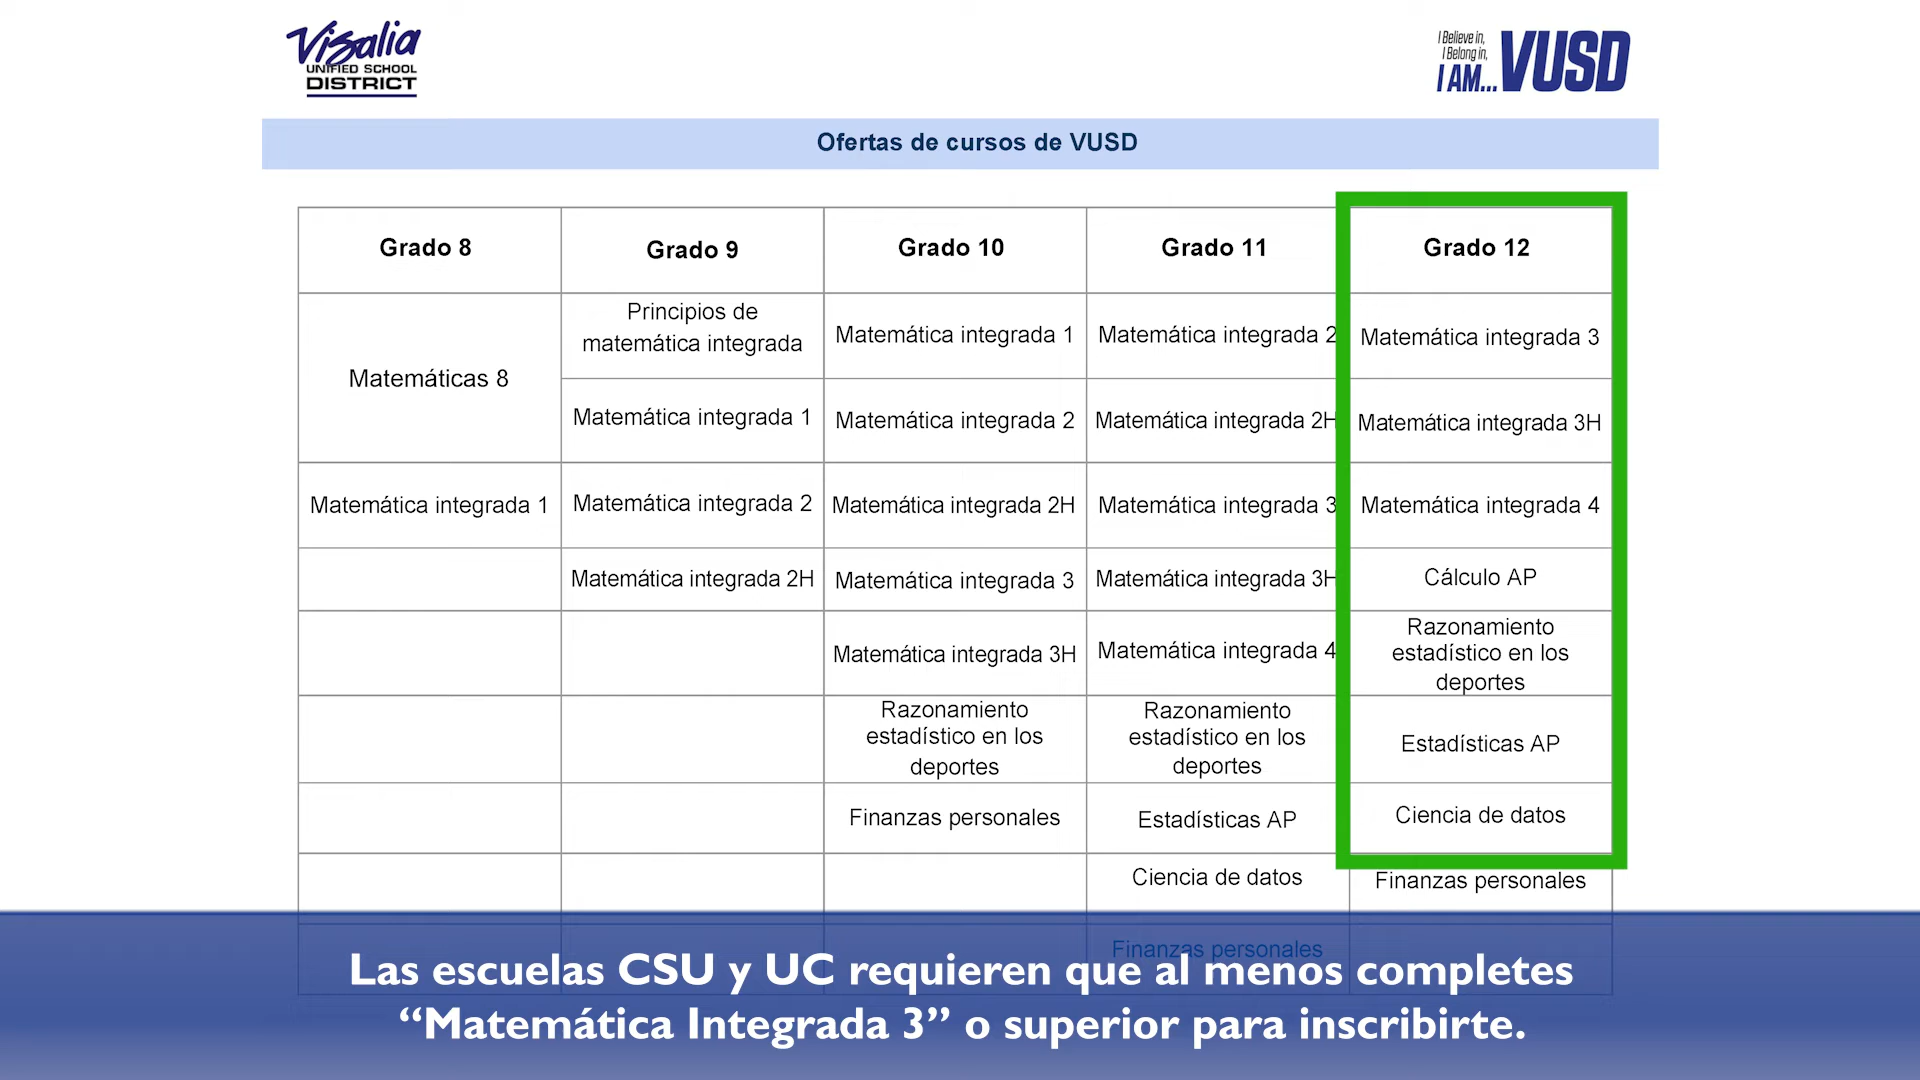 Visalia
UNIFIED SCHOOL
DISTRICT
I Believe in,
I Belong in,
I AM... VUSD
Ofertas de cursos de VUSD
Grado 8
Grado 9
Grado 10
Grado 11
Grado 12
Matemáticas 8
Principios de
matemática integrada
Matemática integrada 1
Matemática integrada 2
Matemática integrada 3
Matemática integrada 1
Matemática integrada 2
Matemática integrada 2H
Matemática integrada 3H
Matemática integrada 1
Matemática integrada 2
Matemática integrada 2H
Matemática integrada 3
Matemática integrada 4
Matemática integrada 2H
Matemática integrada 3
Matemática integrada 3H
Cálculo AP
Matemática integrada 3H
Matemática integrada 4
Razonamiento
estadístico en los
deportes
Razonamiento
estadístico en los
deportes
Razonamiento
estadístico en los
deportes
Estadísticas AP
Finanzas personales
Estadísticas AP
Ciencia de datos
Ciencia de datos
Finanzas personales
Finanzas personales
Las escuelas CSU y UC requieren que al menos completes
“Matemática Integrada 3” o superior para inscribirte.